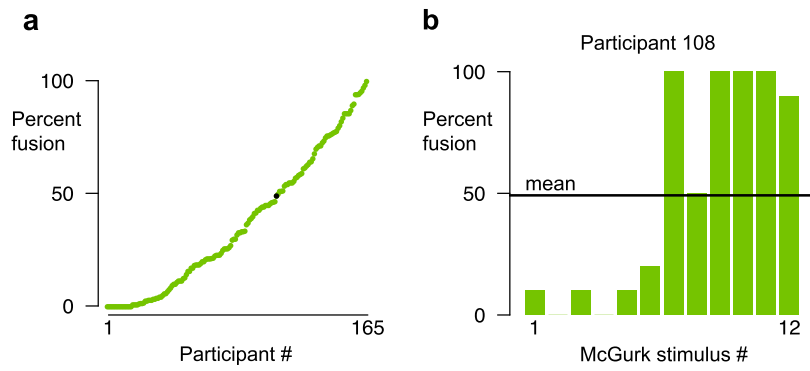 a
100
Percent
fusion
50
0
1
165
Participant #
b
Participant 108
100
Percent
fusion
mean
50
0
1
12
McGurk stimulus #